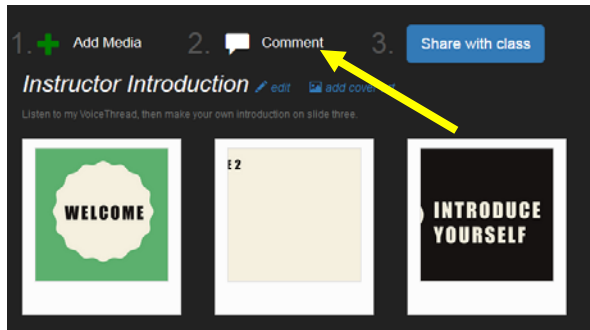 1. Add Media 2. Comment 3. Share with class
Instructor Introduction edit add cover
Listen to my VoiceThread, then make your own introduction on slide three.
WELCOME
E 2
INTRODUCE
YOURSELF